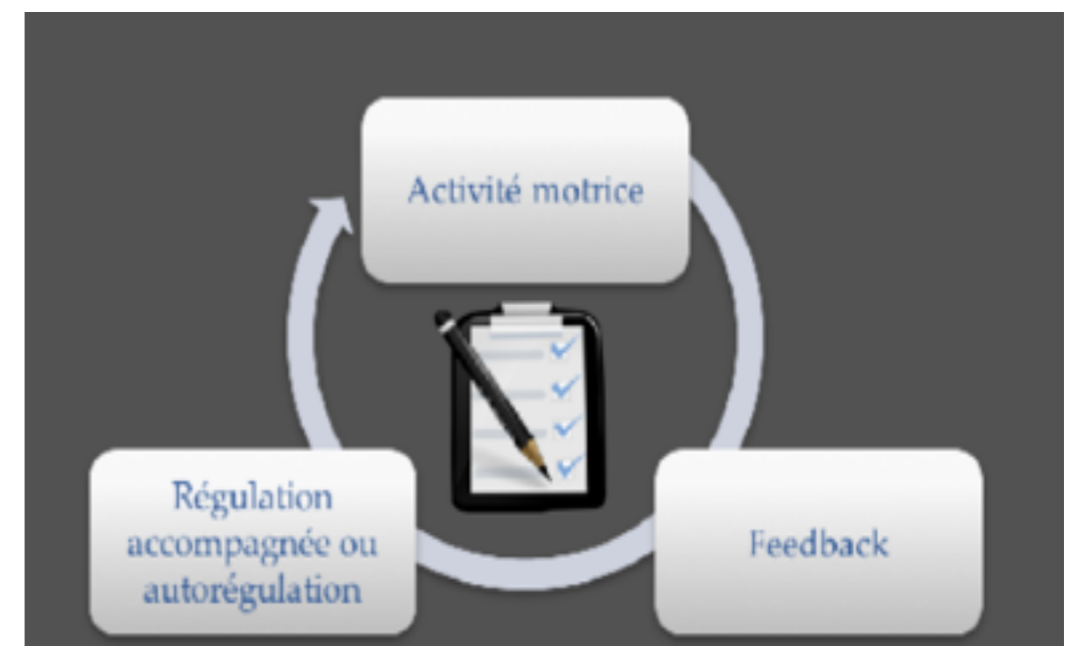 Activité motrice
Régulation
accompagnée ou
autorégulation
Feedback